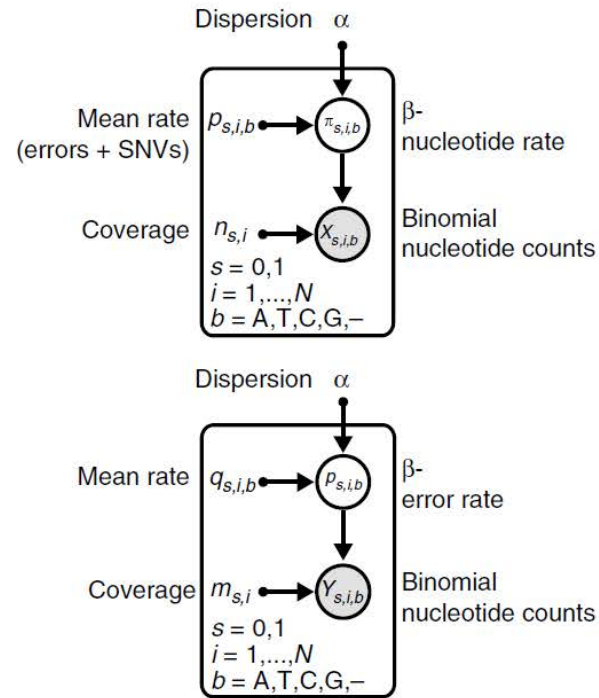 Dispersion α
Mean rate p_{s,i,b} π_{s,i,b} β-
(errors + SNVs) nucleotide rate
Coverage n_{s,i} X_{s,i,b} Binomial
nucleotide counts
s = 0,1
i = 1,...,N
b = A,T,C,G,–
Dispersion α
Mean rate q_{s,i,b} p_{s,i,b} β-
error rate
Coverage m_{s,i} Y_{s,i,b} Binomial
nucleotide counts
s = 0,1
i = 1,...,N
b = A,T,C,G,–